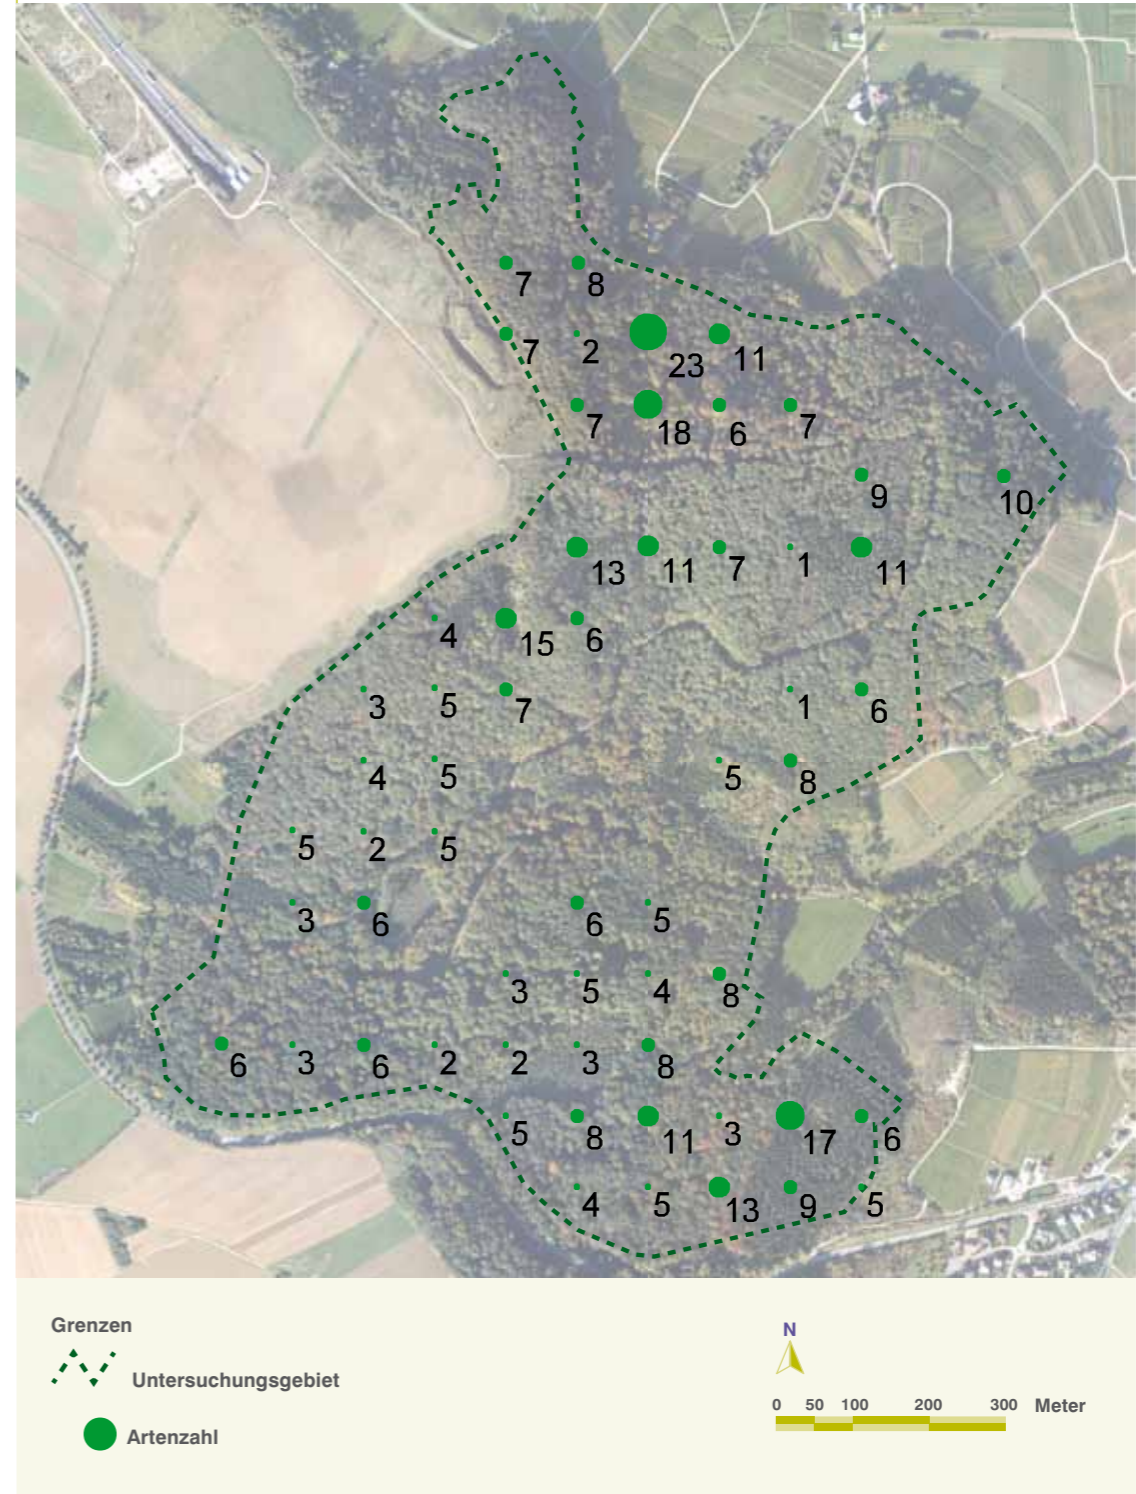 7 8
7 2 23 11
7 18 6 7
9 10
13 11 7 1 11
4 15 6
3 5 7 1 6
4 5 5 8
5 2 5
3 6 6 5
3 5 4 8
6 3 6 2 2 3 8
5 8 11 3 17 6
4 5 13 9 5
Grenzen
Untersuchungsgebiet
Artenzahl
N
0 50 100 200 300 Meter